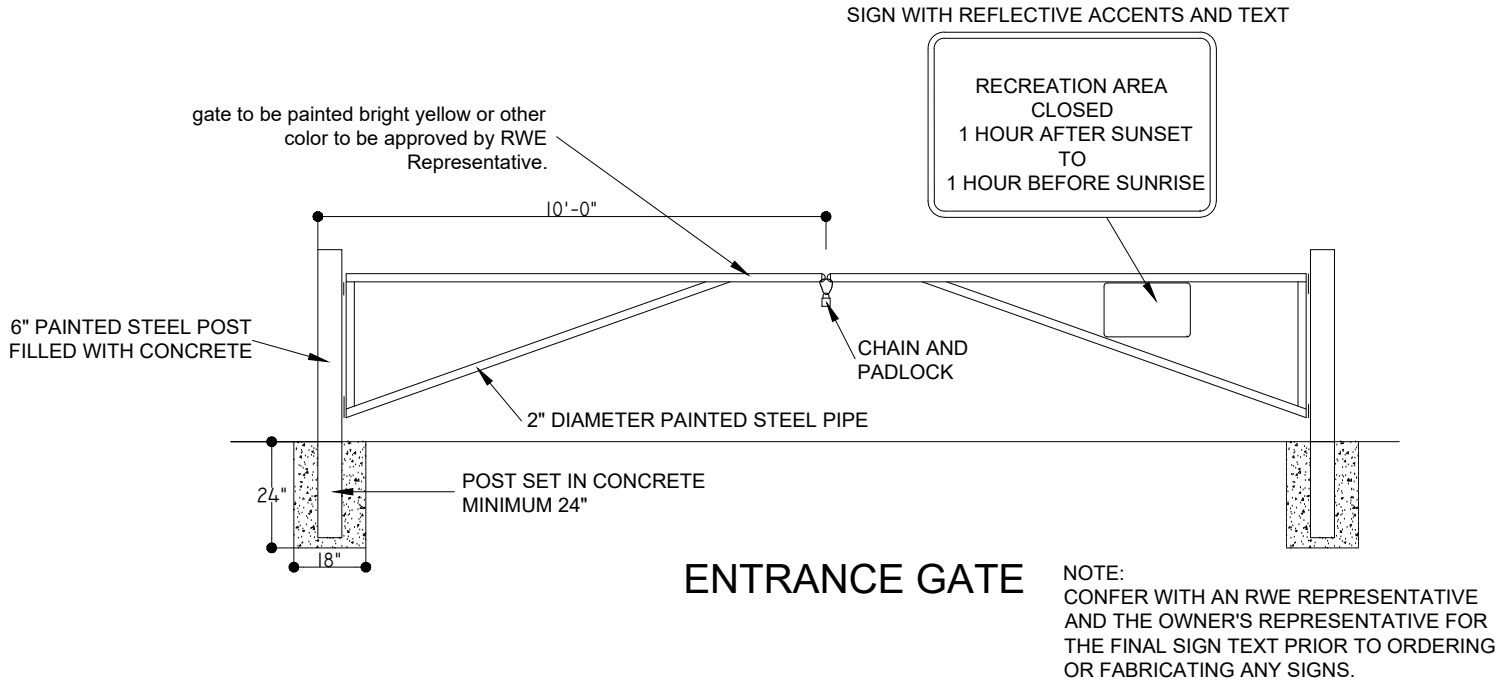 SIGN WITH REFLECTIVE ACCENTS AND TEXT
RECREATION AREA
CLOSED
1 HOUR AFTER SUNSET
TO
1 HOUR BEFORE SUNRISE
gate to be painted bright yellow or other
color to be approved by RWE
Representative.
10'-0"
6" PAINTED STEEL POST
FILLED WITH CONCRETE
CHAIN AND
PADLOCK
2" DIAMETER PAINTED STEEL PIPE
24"
POST SET IN CONCRETE
MINIMUM 24"
18"
ENTRANCE GATE
NOTE:
CONFER WITH AN RWE REPRESENTATIVE
AND THE OWNER'S REPRESENTATIVE FOR
THE FINAL SIGN TEXT PRIOR TO ORDERING
OR FABRICATING ANY SIGNS.